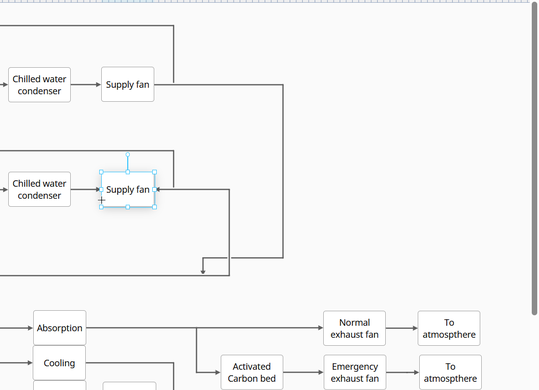 Chilled water
condenser
Supply fan
Chilled water
condenser
Supply fan
Absorption
Normal
exhaust fan
To
atmospthere
Cooling
Activated
Carbon bed
Emergency
exhaust fan
To
atmospthere